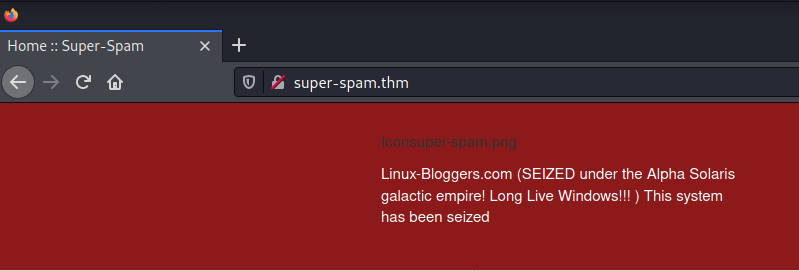 Home :: Super-Spam
super-spam.thm
iconsuper-spam.png
Linux-Bloggers.com (SEIZED under the Alpha Solaris
galactic empire! Long Live Windows!!! ) This system
has been seized